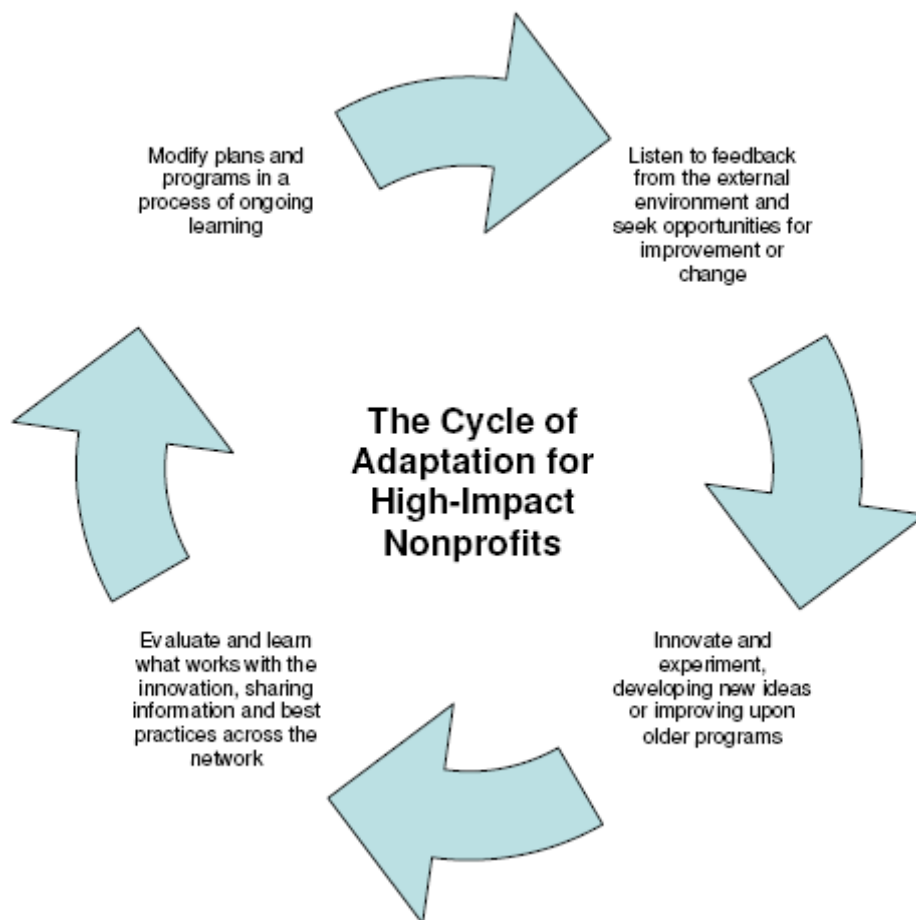 Modify plans and
programs in a
process of ongoing
learning
Listen to feedback
from the external
environment and
seek opportunities for
improvement or
change
The Cycle of
Adaptation for
High-Impact
Nonprofits
Evaluate and learn
what works with the
innovation, sharing
information and best
practices across the
network
Innovate and
experiment,
developing new ideas
or improving upon
older programs